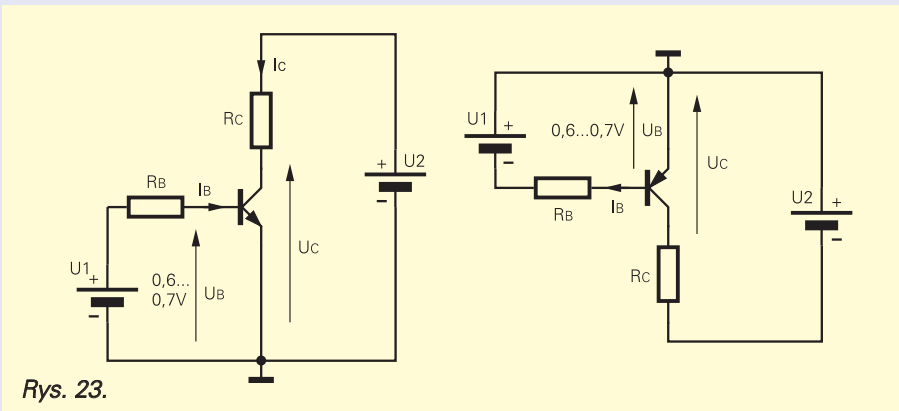 IC
RC
+ U2
−
RB
IB
UC
U1
+
0,6...
0,7V
UB
−
U1
+
−
0,6...0,7V
UB
UC
RB
IB
U2
+
−
RC
Rys. 23.